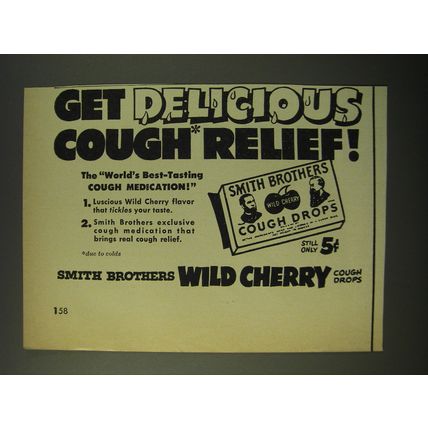 GET DELICIOUS
COUGH* RELIEF!
The "World's Best-Tasting
COUGH MEDICATION!"
1. Luscious Wild Cherry flavor
that tickles your taste.
2. Smith Brothers exclusive
cough medication that
brings real cough relief.
*due to colds
SMITH BROTHERS
WILD CHERRY
COUGH DROPS
STILL
ONLY 5¢
SMITH BROTHERS WILD CHERRY COUGH
DROPS
158